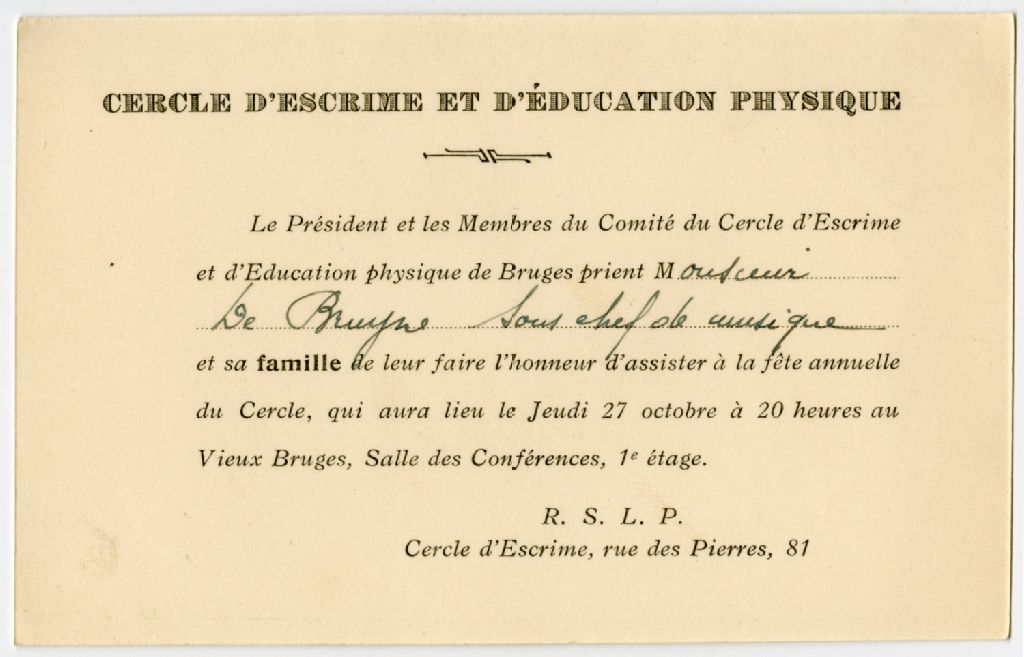 CERCLE D'ESCRIME ET D'ÉDUCATION PHYSIQUE
Le Président et les Membres du Comité du Cercle d'Escrime
et d'Education physique de Bruges prient Monsieur
De Bruyne Sous chef de musique
et sa famille de leur faire l'honneur d'assister à la fête annuelle
du Cercle, qui aura lieu le Jeudi 27 octobre à 20 heures au
Vieux Bruges, Salle des Conférences, 1e étage.
R. S. L. P.
Cercle d'Escrime, rue des Pierres, 81